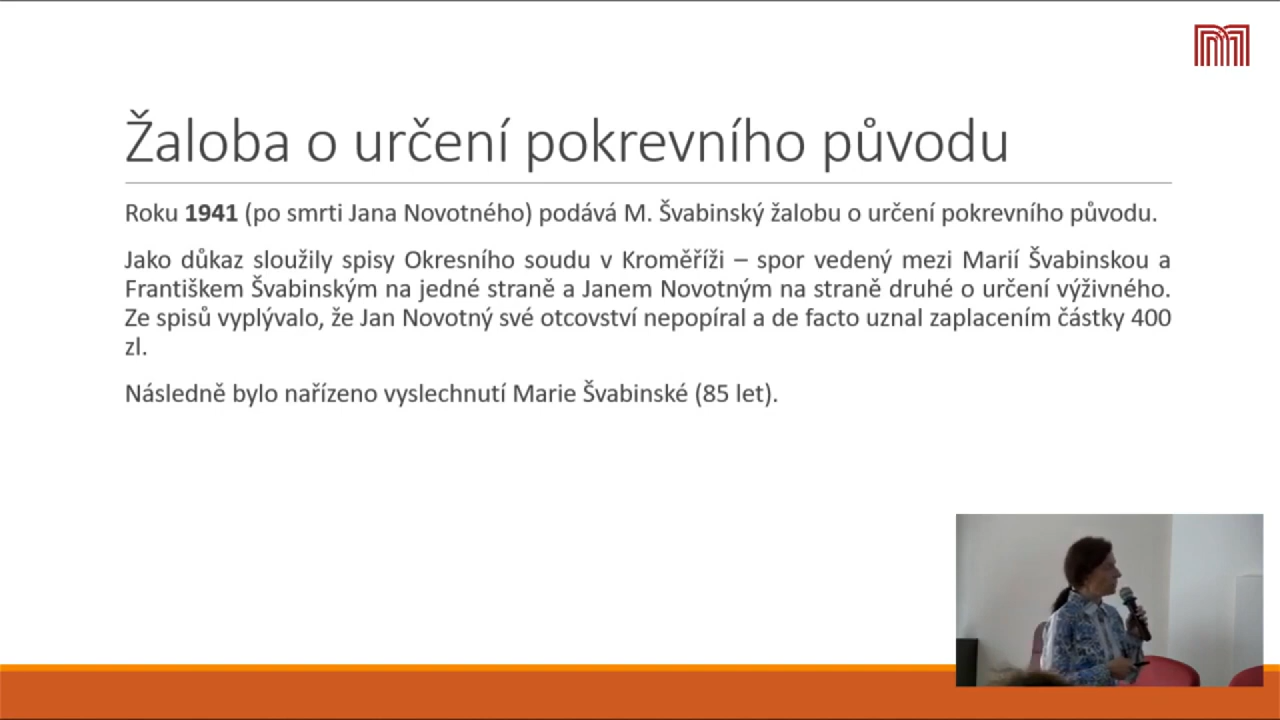 Žaloba o určení pokrevního původu
Roku 1941 (po smrti Jana Novotného) podává M. Švabinský žalobu o určení pokrevního původu.
Jako důkaz sloužily spisy Okresního soudu v Kroměříži – spor vedený mezi Marií Švabinskou a
Františkem Švabinským na jedné straně a Janem Novotným na straně druhé o určení výživného.
Ze spisů vyplývalo, že Jan Novotný své otcovství nepopíral a de facto uznal zaplacením částky 400
zl.
Následně bylo nařízeno vyslechnutí Marie Švabinské (85 let).